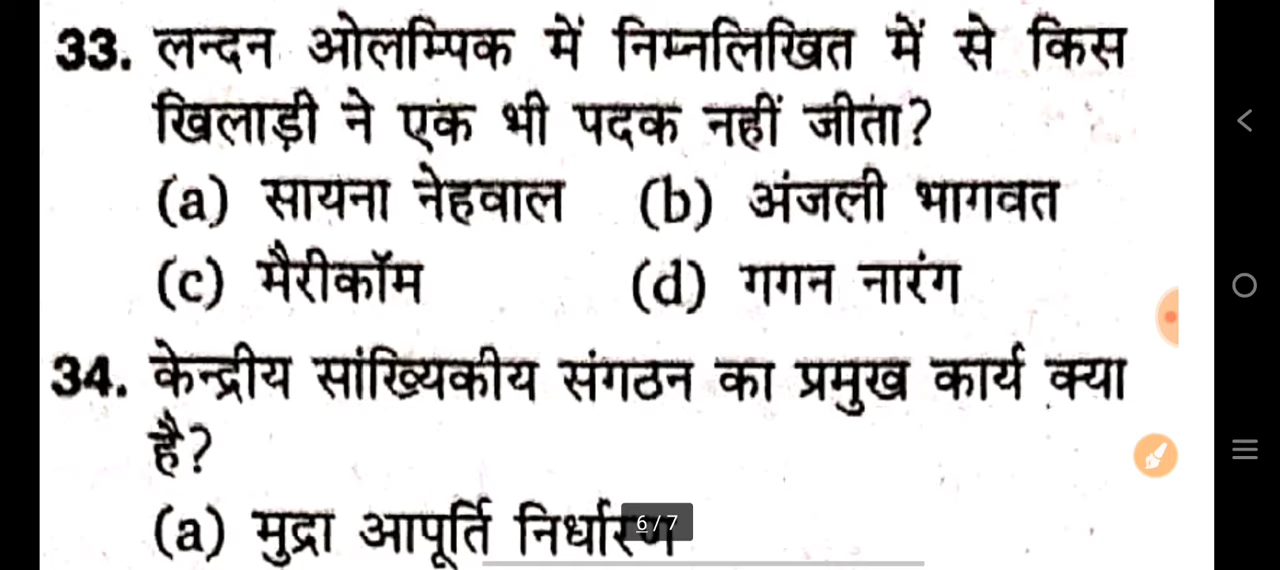 33. लन्दन ओलम्पिक में निम्नलिखित में से किस
खिलाड़ी ने एक भी पदक नहीं जीता?
(a) सायना नेहवाल (b) अंजली भागवत
(c) मैरीकॉम (d) गगन नारंग
34. केन्द्रीय सांख्यिकीय संगठन का प्रमुख कार्य क्या
है?
(a) मुद्रा आपूर्ति निर्धारण
6 / 7